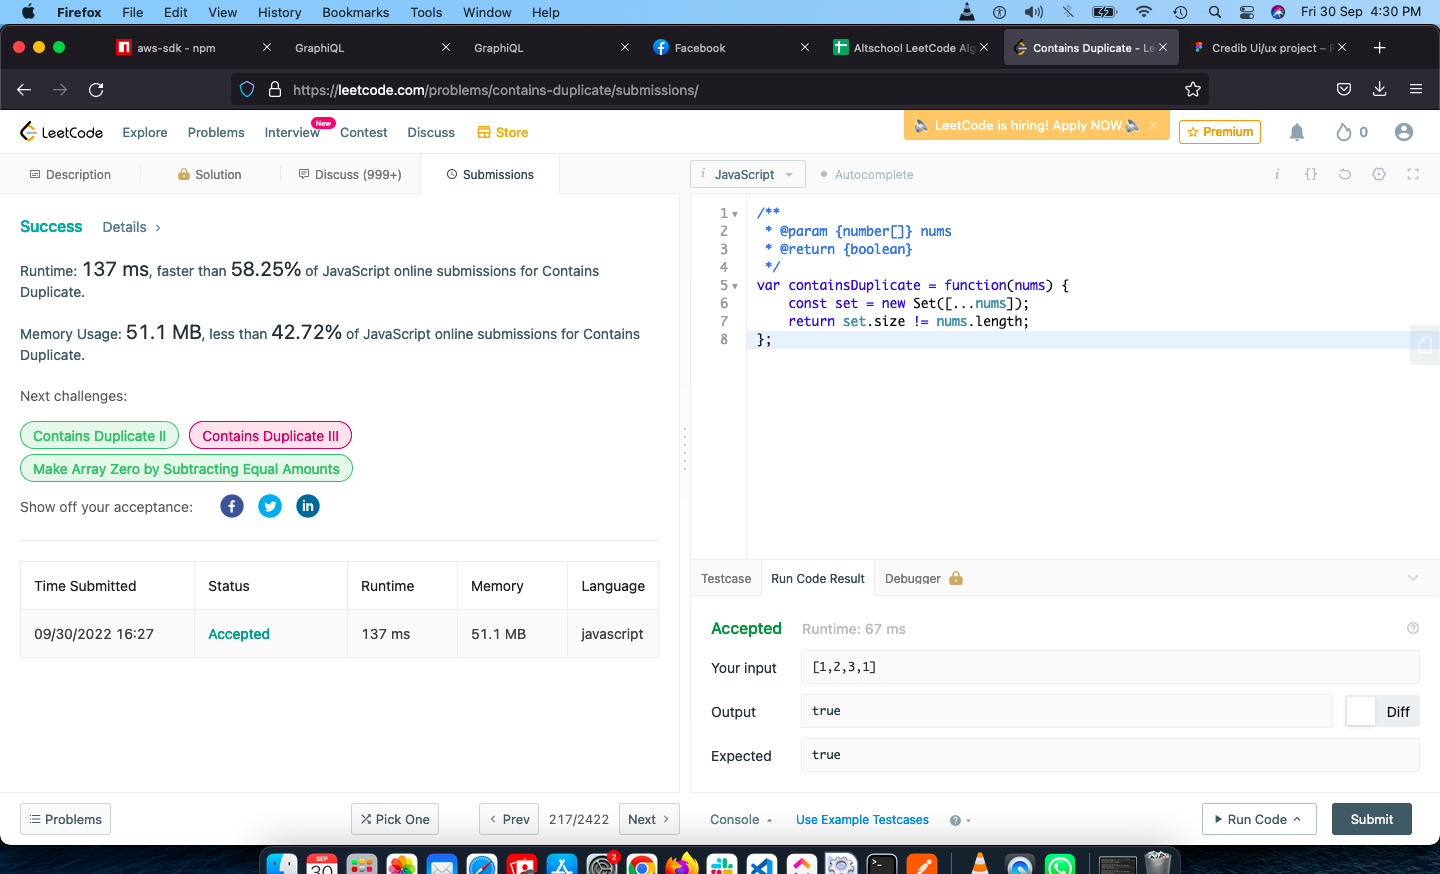 Firefox File Edit View History Bookmarks Tools Window Help Fri 30 Sep 4:30 PM
aws-sdk - npm GraphiQL GraphiQL Facebook Altschool LeetCode Alg Contains Duplicate - Le Credib Ui/ux project –
https://leetcode.com/problems/contains-duplicate/submissions/
LeetCode Explore Problems Interview New Contest Discuss Store LeetCode is hiring! Apply NOW. Premium 0
Description Solution Discuss (999+) Submissions
i JavaScript Autocomplete i {}
Success Details
Runtime: 137 ms, faster than 58.25% of JavaScript online submissions for Contains
Duplicate.
Memory Usage: 51.1 MB, less than 42.72% of JavaScript online submissions for Contains
Duplicate.
Next challenges:
Contains Duplicate II Contains Duplicate III
Make Array Zero by Subtracting Equal Amounts
Show off your acceptance:
Time Submitted Status Runtime Memory Language
09/30/2022 16:27 Accepted 137 ms 51.1 MB javascript
1 /**
2  * @param {number[]} nums
3  * @return {boolean}
4  */
5 var containsDuplicate = function(nums) {
6     const set = new Set([...nums]);
7     return set.size != nums.length;
8 };
Testcase Run Code Result Debugger
Accepted Runtime: 67 ms
Your input [1,2,3,1]
Output true Diff
Expected true
Problems Pick One Prev 217/2422 Next Console Use Example Testcases Run Code Submit
SEP 30 2